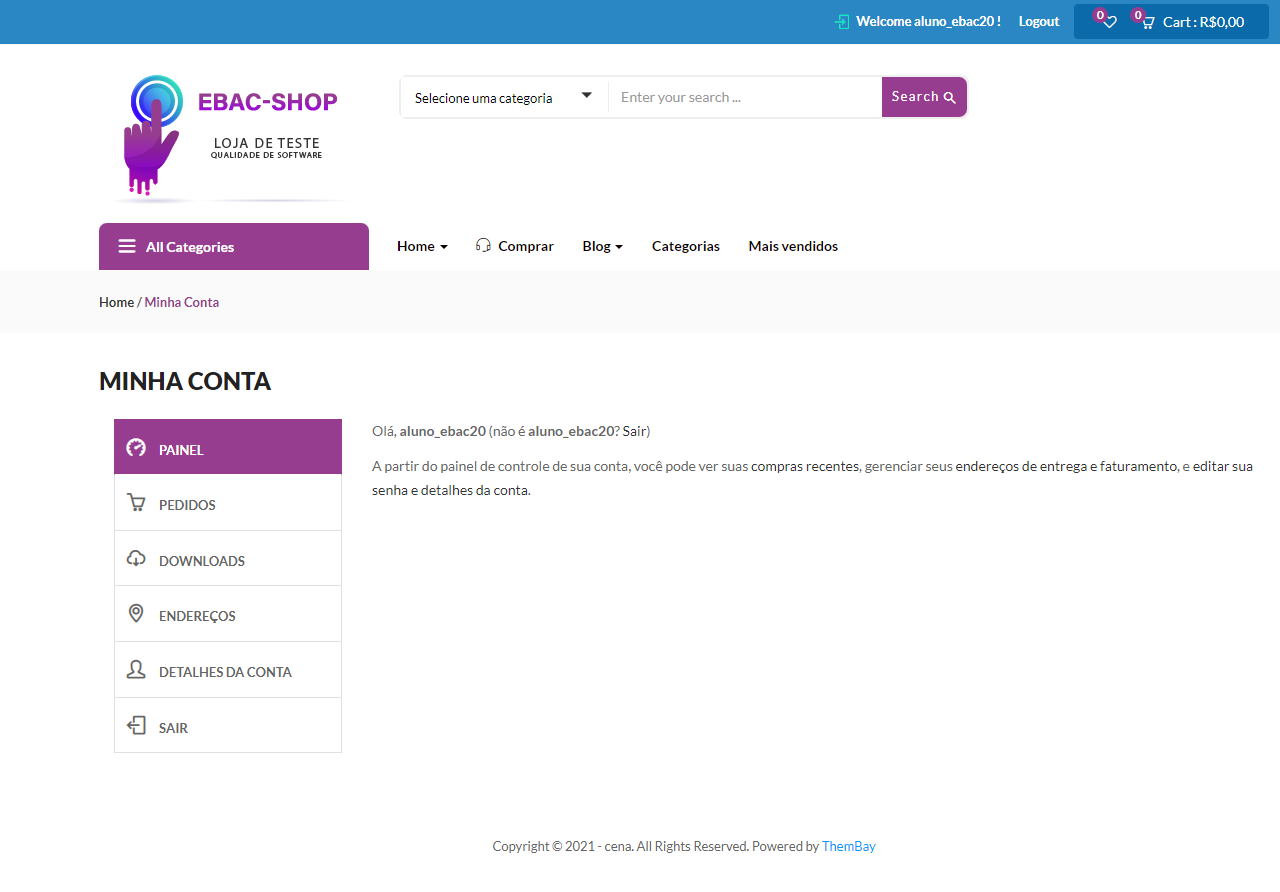 Welcome aluno_ebac20 ! Logout 0 0 Cart : R$0,00
EBAC-SHOP
LOJA DE TESTE
QUALIDADE DE SOFTWARE
Selecione uma categoria Enter your search ... Search
All Categories Home Comprar Blog Categorias Mais vendidos
Home / Minha Conta
MINHA CONTA
PAINEL
PEDIDOS
DOWNLOADS
ENDEREÇOS
DETALHES DA CONTA
SAIR
Olá, aluno_ebac20 (não é aluno_ebac20? Sair)
A partir do painel de controle de sua conta, você pode ver suas compras recentes, gerenciar seus endereços de entrega e faturamento, e editar sua
senha e detalhes da conta.
Copyright © 2021 - cena. All Rights Reserved. Powered by ThemBay